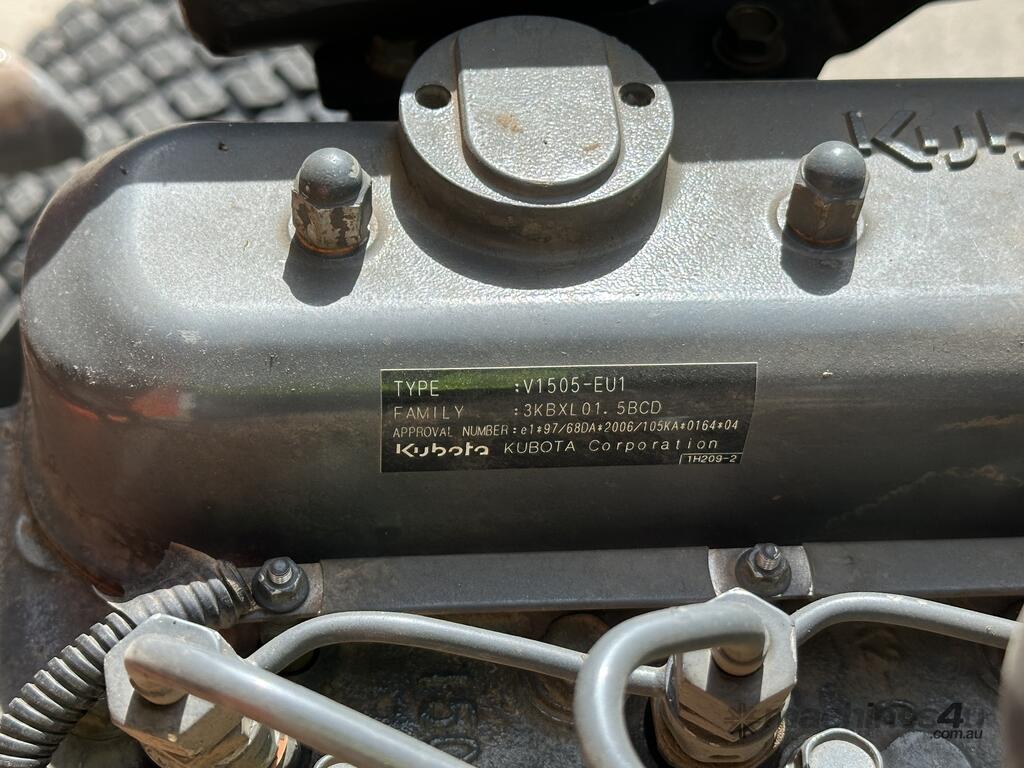 Kub
TYPE :V1505-EU1
FAMILY :3KBXL01.5BCD
APPROVAL NUMBER:e1*97/68DA*2006/105KA*0164*04
Kubota KUBOTA Corporation
1H209-2
machines4u
.com.au